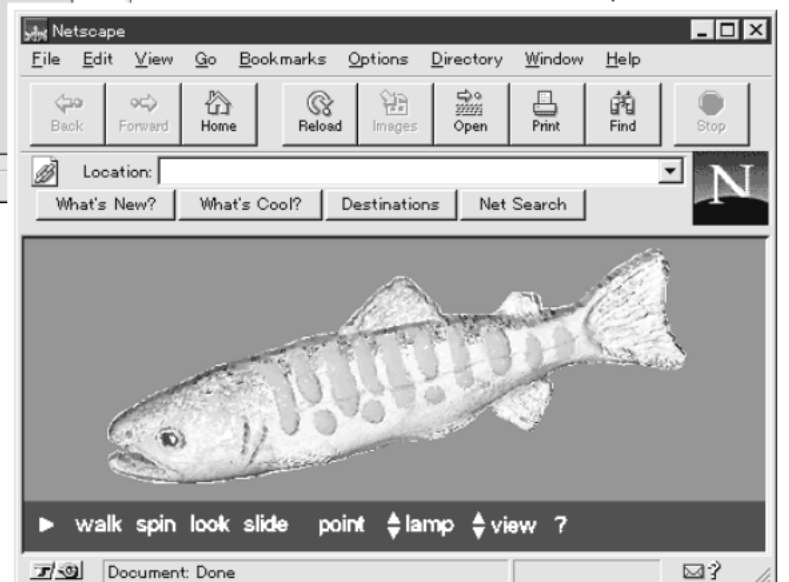 Netscape
File Edit View Go Bookmarks Options Directory Window Help
Back Forward Home Reload Images Open Print Find Stop
Location:
N
What's New? What's Cool? Destinations Net Search
walk spin look slide point lamp view ?
Document: Done ?